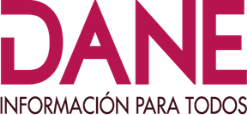 DANE
INFORMACIÓN PARA TODOS